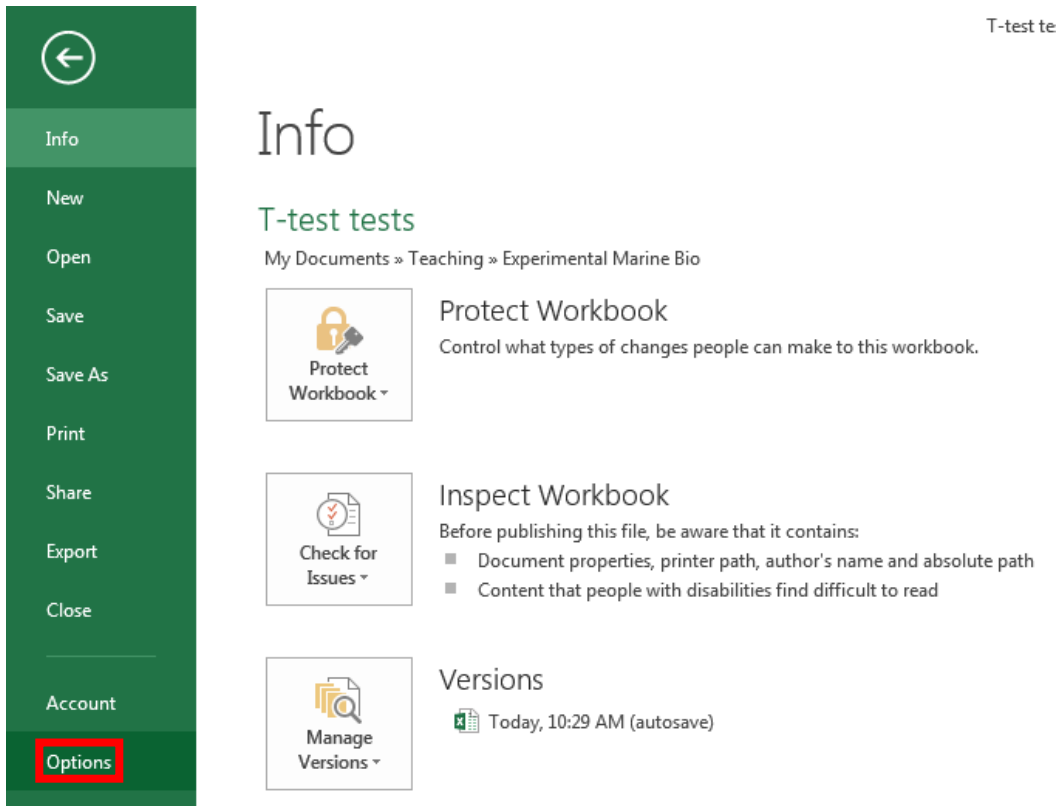 T-test te
Info
New
Open
Save
Save As
Print
Share
Export
Close
Account
Options
Info
T-test tests
My Documents » Teaching » Experimental Marine Bio
Protect
Workbook
Protect Workbook
Control what types of changes people can make to this workbook.
Check for
Issues
Inspect Workbook
Before publishing this file, be aware that it contains:
Document properties, printer path, author's name and absolute path
Content that people with disabilities find difficult to read
Manage
Versions
Versions
Today, 10:29 AM (autosave)